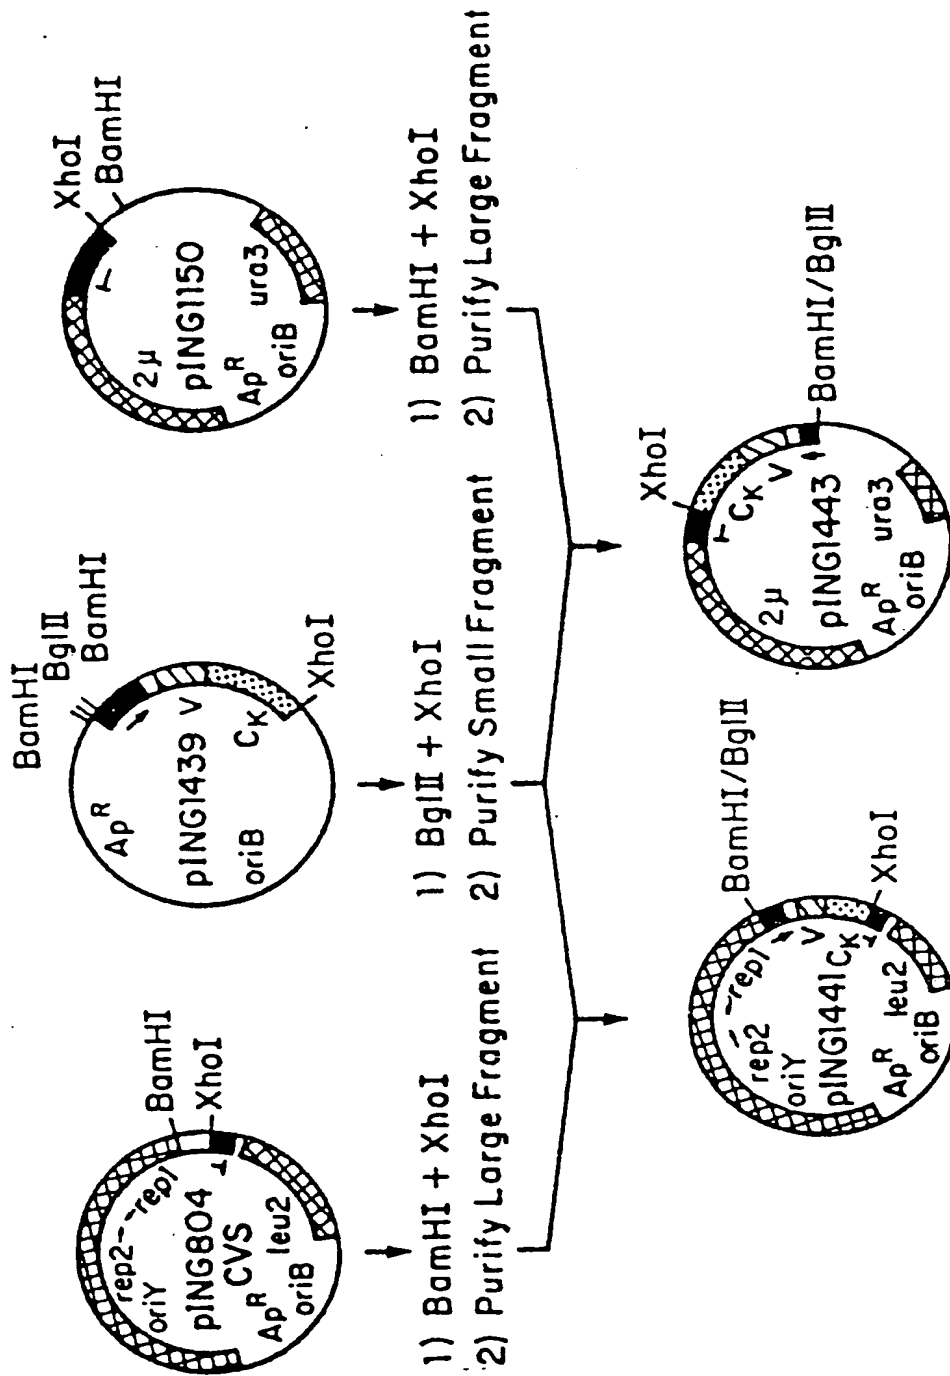 rep2
rep1
oriY
pING804
CVS
Ap^R
leu2
oriB
BamHI
XhoI
1) BamHI + XhoI
2) Purify Large Fragment
BamHI
BglII
BamHI
Ap^R
pING1439
V
C_K
oriB
XhoI
1) BglII + XhoI
2) Purify Small Fragment
XhoI
BamHI
T
2μ
pING1150
Ap^R
ura3
oriB
1) BamHI + XhoI
2) Purify Large Fragment
BamHI/BglII
rep2
rep1
oriY
V
pING1441
C_K
Ap^R
leu2
oriB
XhoI
XhoI
T
C_K
V
2μ
pING1443
Ap^R
ura3
oriB
BamHI/BglII